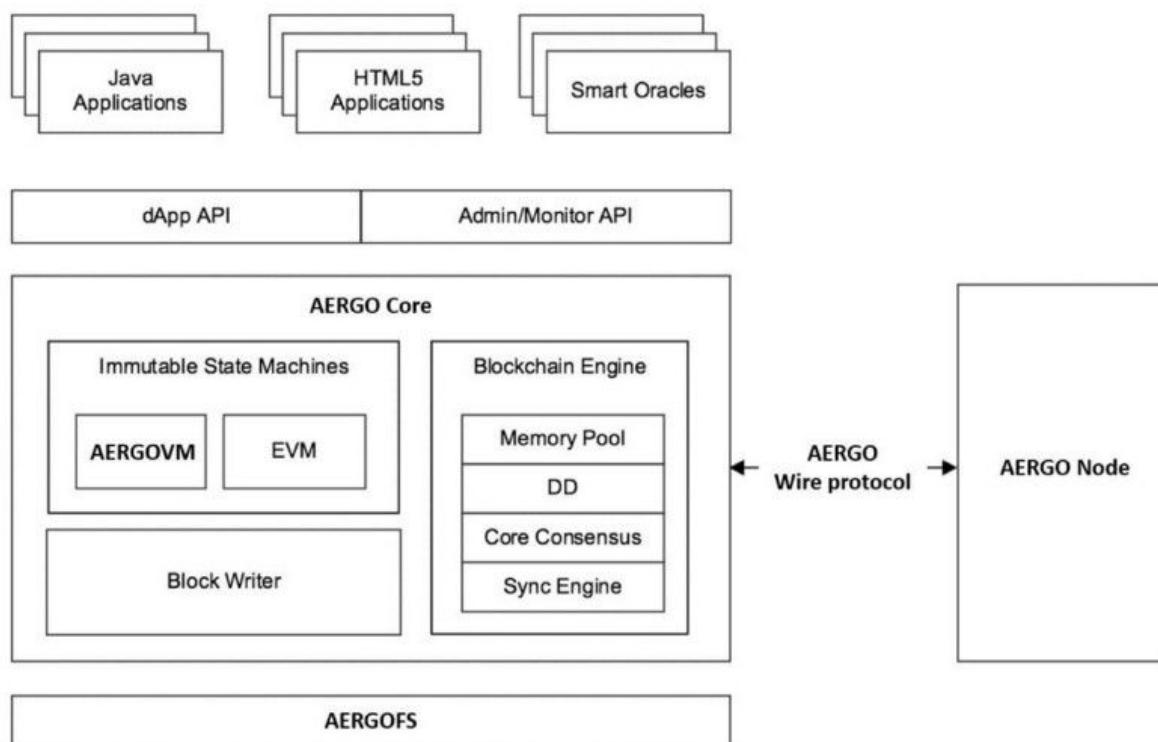 Java
Applications
HTML5
Applications
Smart Oracles
dApp API
Admin/Monitor API
AERGO Core
Immutable State Machines
AERGOVM
EVM
Block Writer
Blockchain Engine
Memory Pool
DD
Core Consensus
Sync Engine
AERGO
Wire protocol
AERGO Node
AERGOFS